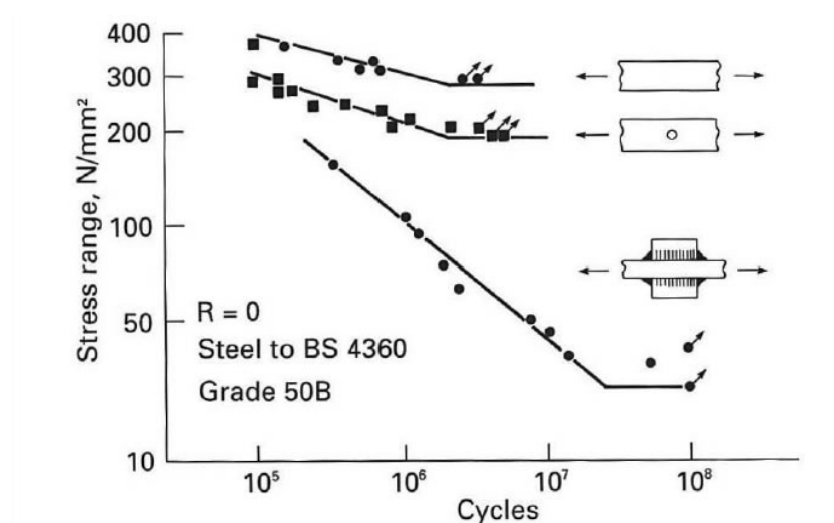 400
300
200
100
50
10
Stress range, N/mm²
R = 0
Steel to BS 4360
Grade 50B
10⁵
10⁶
10⁷
10⁸
Cycles